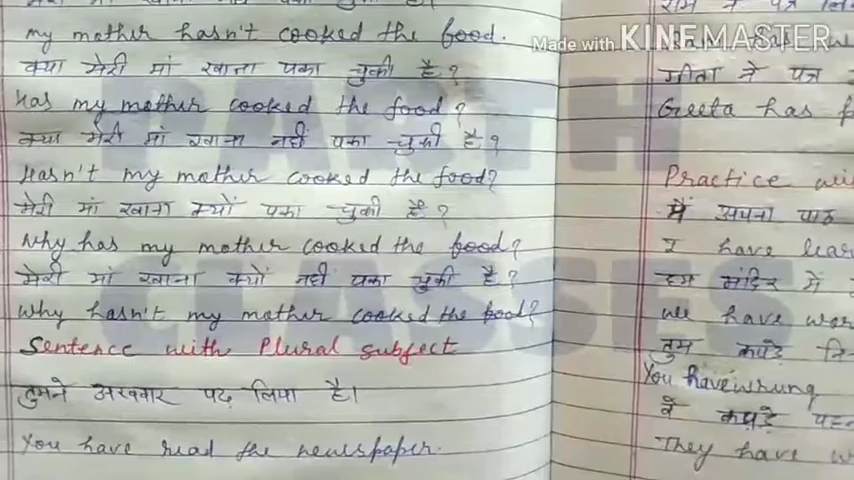 my mother hasn't cooked the food.
क्या मेरी मां खाना पका चुकी है?
Has my mother cooked the food?
क्या मेरी मां खाना नहीं पका चुकी है?
Hasn't my mother cooked the food?
मेरी मां खाना क्यों पका चुकी है?
Why has my mother cooked the food?
मेरी मां खाना क्यों नहीं पका चुकी है?
Why hasn't my mother cooked the food?
Sentence with Plural subject
तुमने अखबार पढ़ लिया है।
You have read the newspaper.
Made with KINEMASTER
गीता ने पत्र
Geeta has
Practice
मैं अपना पाठ
I have
हम मंदिर में
we have
तुम कपड़े
You have wrung
वे कपड़े
They have
PARTH
CLASSES